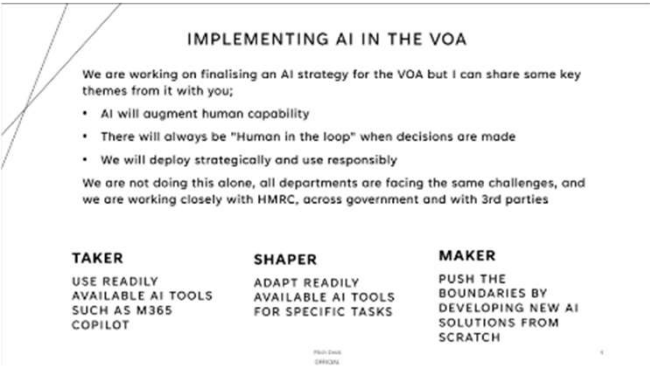 IMPLEMENTING AI IN THE VOA
We are working on finalising an AI strategy for the VOA but I can share some key
themes from it with you;
• AI will augment human capability
• There will always be "Human in the loop" when decisions are made
• We will deploy strategically and use responsibly
We are not doing this alone, all departments are facing the same challenges, and
we are working closely with HMRC, across government and with 3rd parties
TAKER
USE READILY
AVAILABLE AI TOOLS
SUCH AS M365
COPILOT
SHAPER
ADAPT READILY
AVAILABLE AI TOOLS
FOR SPECIFIC TASKS
MAKER
PUSH THE
BOUNDARIES BY
DEVELOPING NEW AI
SOLUTIONS FROM
SCRATCH
OFFICIAL